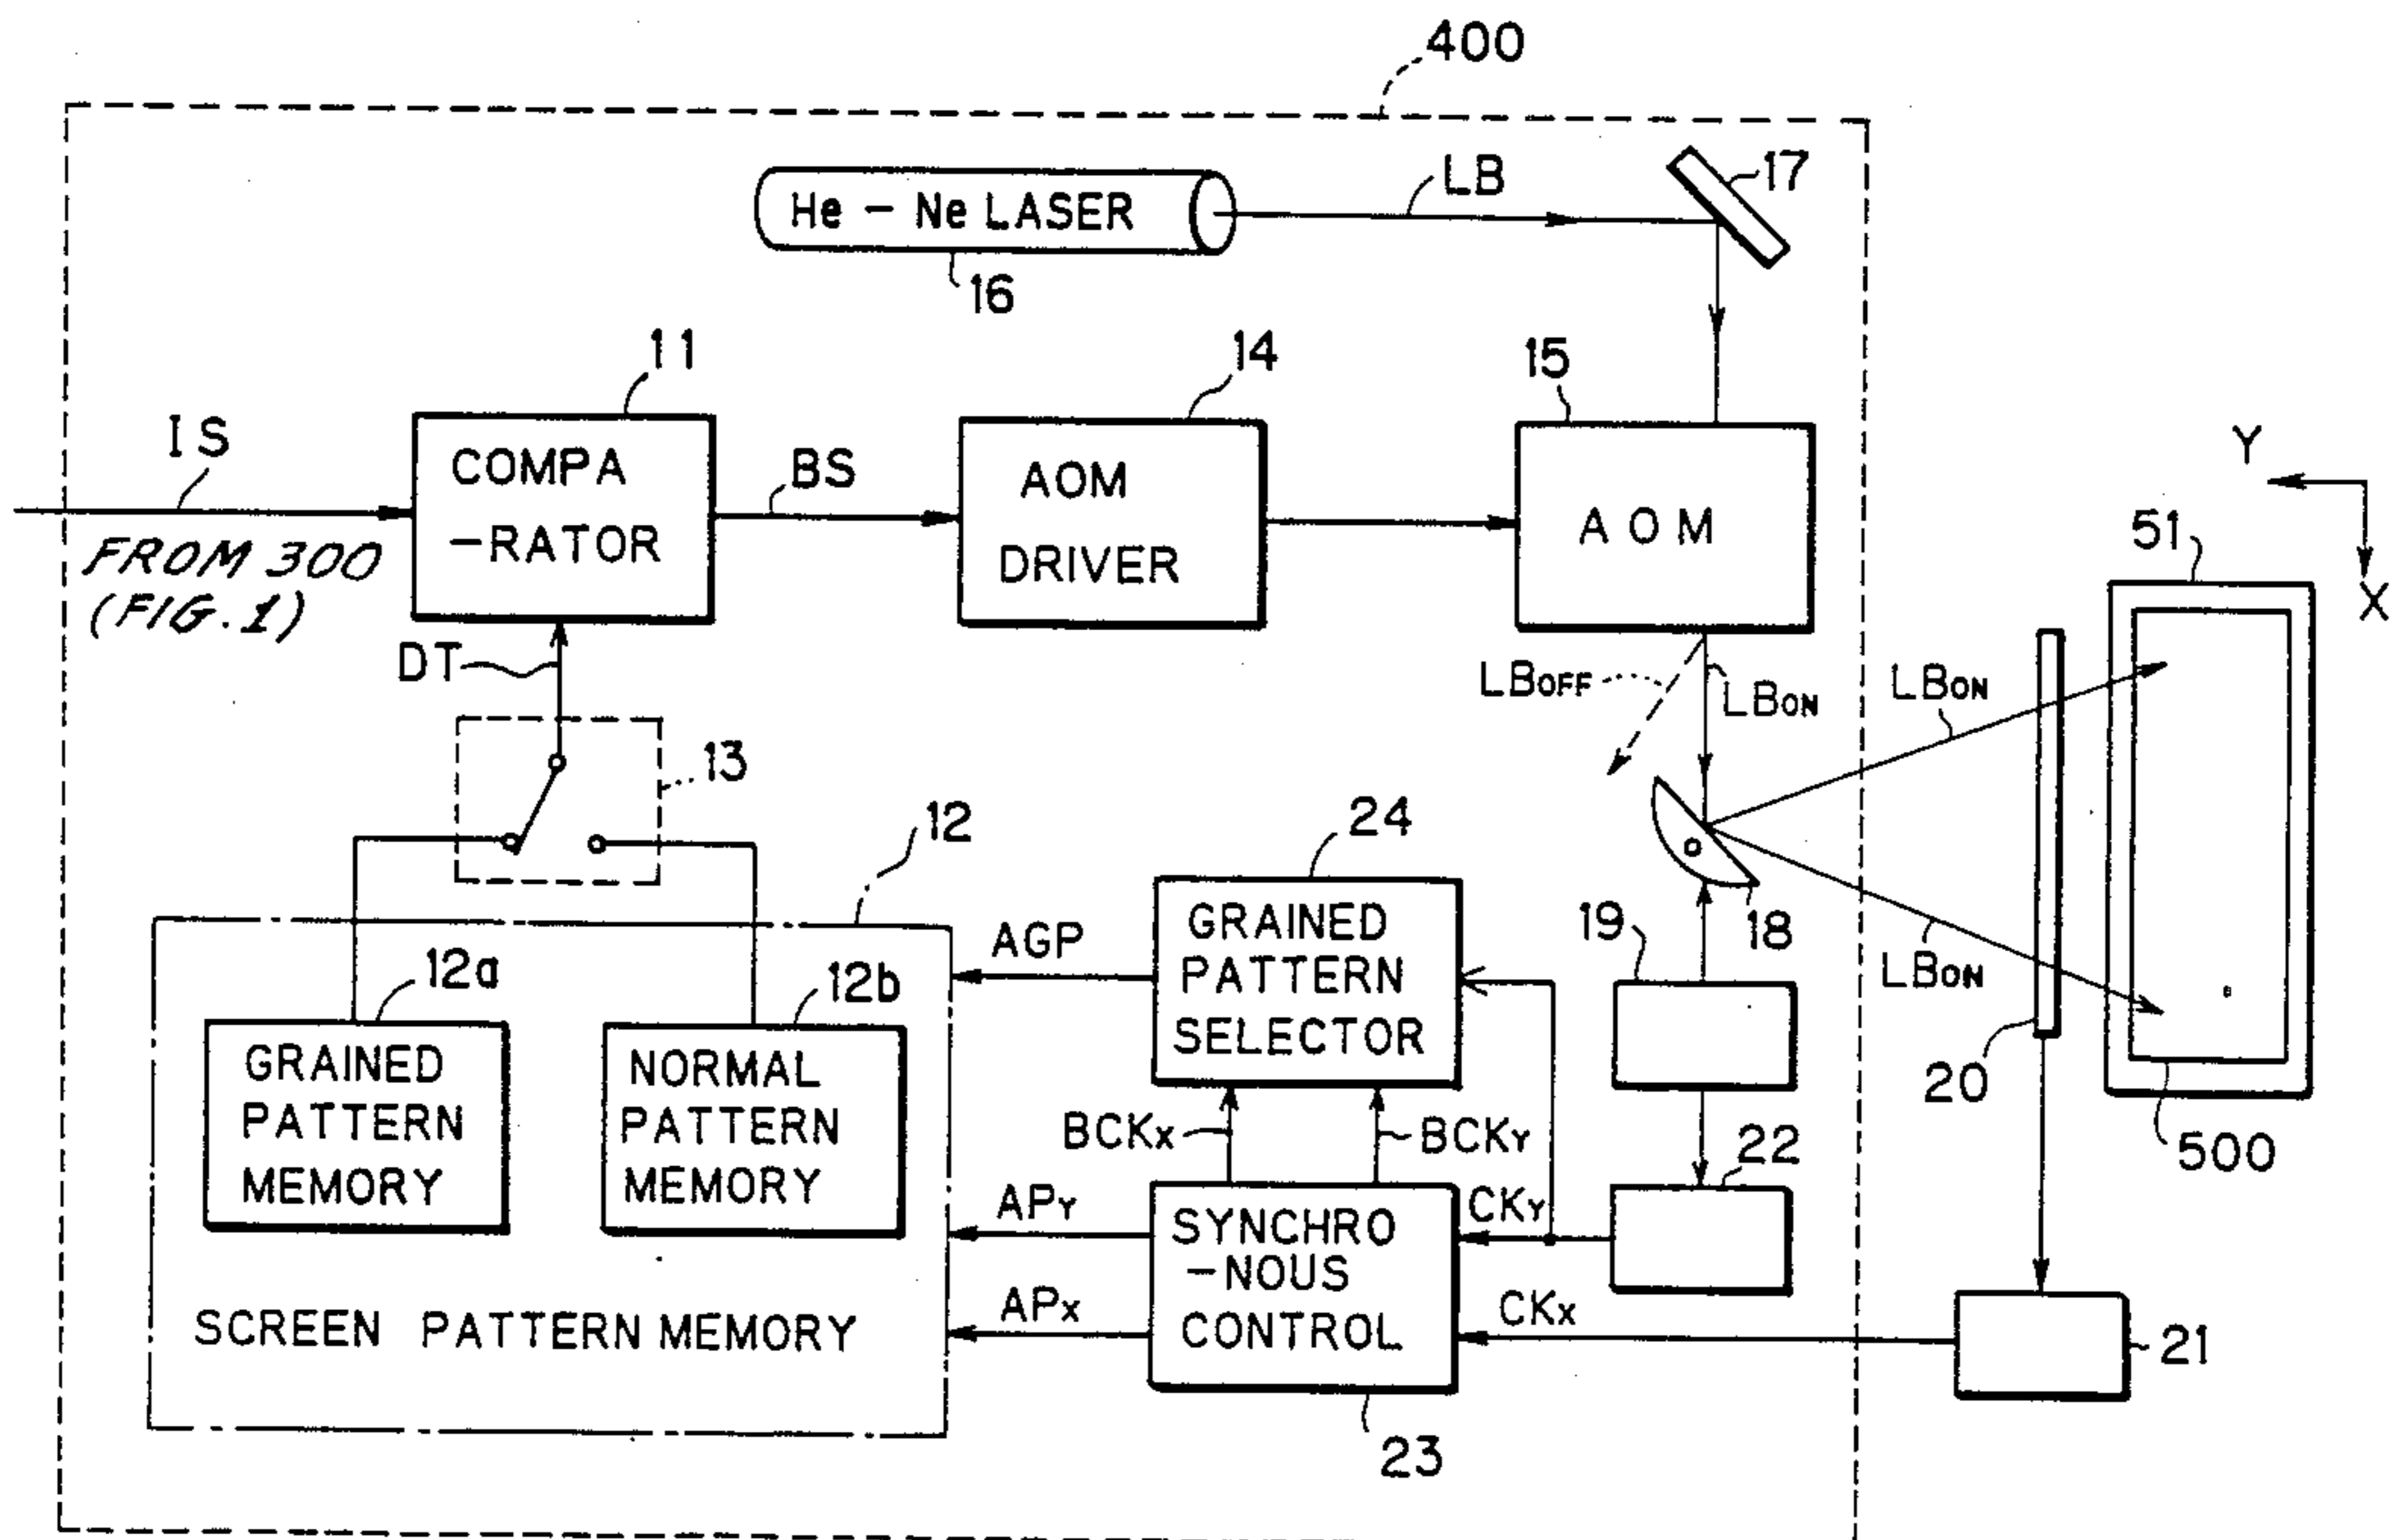 400
He – Ne LASER
LB
17
16
11
14
15
IS
COMPA
-RATOR
BS
AOM
DRIVER
AOM
Y
X
51
FROM 300
(FIG. 1)
DT
LBOFF
LBON
LBON
13
12
24
18
19
LBON
20
500
AGP
GRAINED
PATTERN
SELECTOR
12a
12b
GRAINED
PATTERN
MEMORY
NORMAL
PATTERN
MEMORY
BCKX
BCKY
22
APY
SYNCHRO
-NOUS
CONTROL
CKY
APX
CKX
SCREEN PATTERN MEMORY
21
23